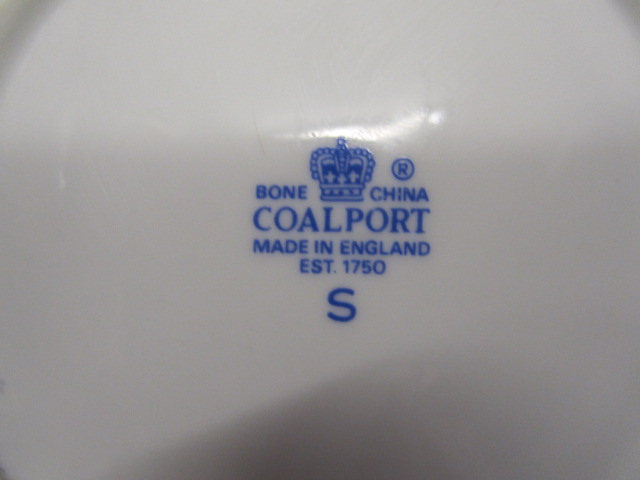 ®
BONE CHINA
COALPORT
MADE IN ENGLAND
EST. 1750
S